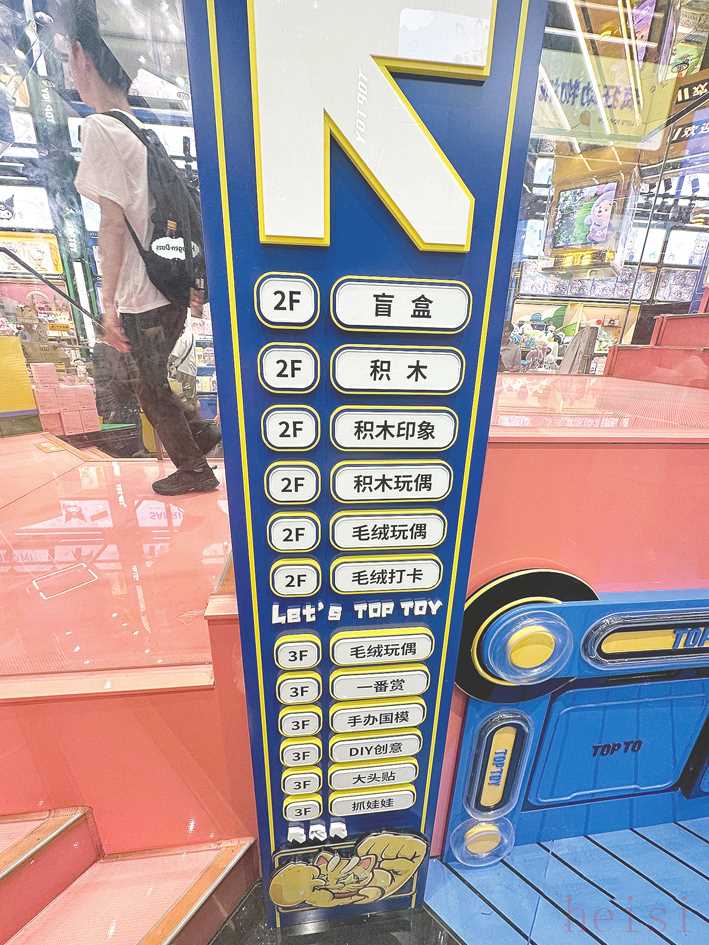 TOPTOY
2F 盲盒
2F 积木
2F 积木印象
2F 积木玩偶
2F 毛绒玩偶
2F 毛绒打卡
Let's TOP TOY
3F 毛绒玩偶
3F 一番赏
3F 手办国模
3F DIY创意
3F 大头贴
3F 抓娃娃
TOP TO
TOPTOY
heisi